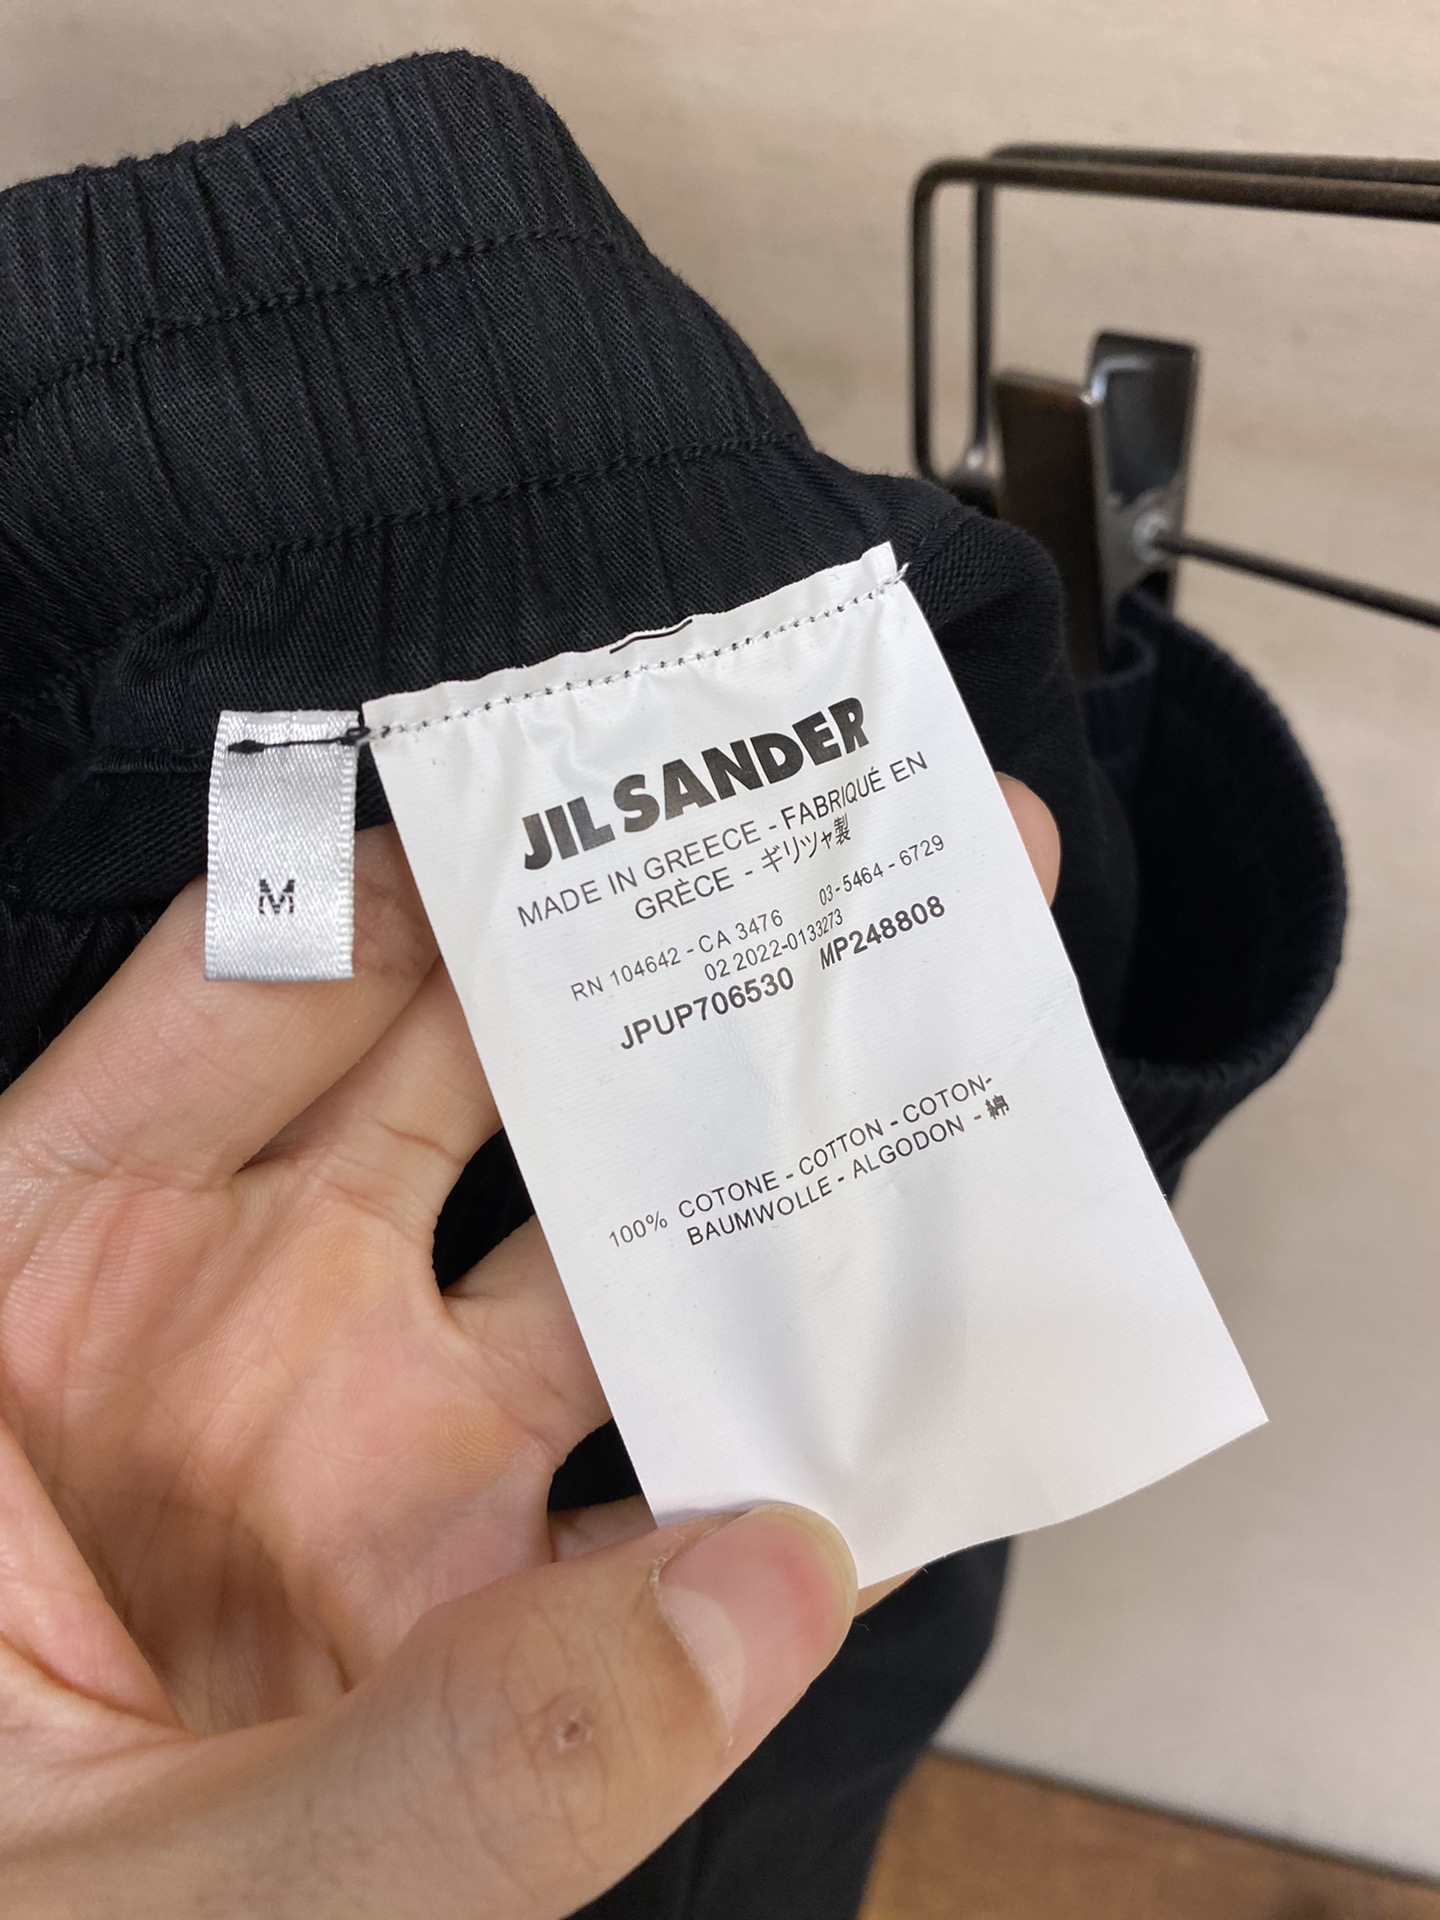 M
JIL SANDER
MADE IN GREECE - FABRIQUÉ EN
GRÈCE - ギリツャ製
RN 104642 - CA 3476 03-5464-6729
02 2022-0133273
JPUP706530 MP248808
100% COTONE - COTTON - COTON-
BAUMWOLLE - ALGODON - 綿